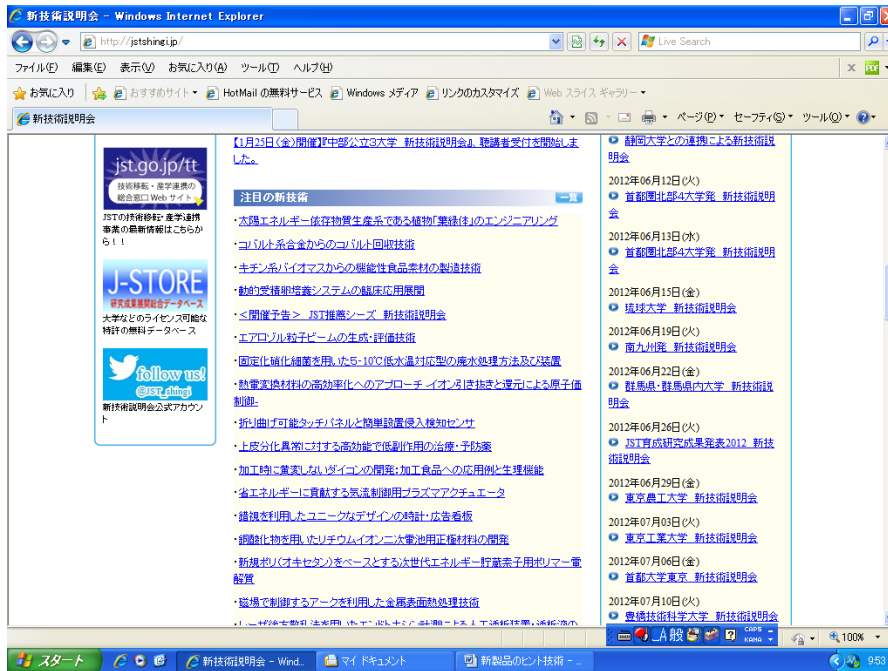 新技術説明会 - Windows Internet Explorer
http://jstshingi.jp/
Live Search
ファイル(F) 編集(E) 表示(V) お気に入り(A) ツール(T) ヘルプ(H)
お気に入り おすすめサイト HotMail の無料サービス Windows メディア リンクのカスタマイズ Web スライス ギャラリー
新技術説明会
ページ(P) セーフティ(S) ツール(O)
jst.go.jp/tt
技術移転・産学連携の
総合窓口 Web サイト
JSTの技術移転・産学連携
事業の最新情報はこちらか
ら！！
J-STORE
研究成果展開総合データベース
大学などのライセンス可能な
特許の無料データベース
follow us!
@JST_shingi
新技術説明会公式アカウン
ト
【1月25日(金)開催】『中部公立3大学 新技術説明会』、聴講者受付を開始しま
した。
注目の新技術
一覧
・太陽エネルギー依存物質生産系である植物「葉緑体」のエンジニアリング
・コバルト系合金からのコバルト回収技術
・キチン系バイオマスからの機能性食品素材の製造技術
・動的受精卵培養システムの臨床応用展開
・＜開催予告＞ JST推薦シーズ 新技術説明会
・エアロゾル粒子ビームの生成・評価技術
・固定化硝化細菌を用いた5-10℃低水温対応型の廃水処理方法及び装置
・熱電変換材料の高効率化へのアプローチ -イオン引き抜きと還元による原子価
制御-
・折り曲げ可能タッチパネルと簡単設置侵入検知センサ
・上皮分化異常に対する高効能で低副作用の治療・予防薬
・加工時に黄変しないダイコンの開発：加工食品への応用例と生理機能
・省エネルギーに貢献する気流制御用プラズマアクチュエータ
・錯視を利用したユニークなデザインの時計・広告看板
・銅酸化物を用いたリチウムイオン二次電池用正極材料の開発
・新規ポリ(オキセタン)をベースとする次世代エネルギー貯蔵素子用ポリマー電
解質
・磁場で制御するアークを利用した金属表面熱処理技術
静岡大学との連携による新技術説
明会
2012年06月12日(火)
首都圏北部4大学発 新技術説明
会
2012年06月13日(水)
首都圏北部4大学発 新技術説明
会
2012年06月15日(金)
琉球大学 新技術説明会
2012年06月19日(火)
南九州発 新技術説明会
2012年06月22日(金)
群馬県・群馬県内大学 新技術説
明会
2012年06月26日(火)
JST育成研究成果発表2012 新技
術説明会
2012年06月29日(金)
東京農工大学 新技術説明会
2012年07月03日(火)
東京工業大学 新技術説明会
2012年07月06日(金)
首都大学東京 新技術説明会
2012年07月10日(火)
豊橋技術科学大学 新技術説明会
A 般 CAPS KANA
100%
スタート 新技術説明会 - Wind... マイ ドキュメント 新製品のヒント技術 - ...
9:53